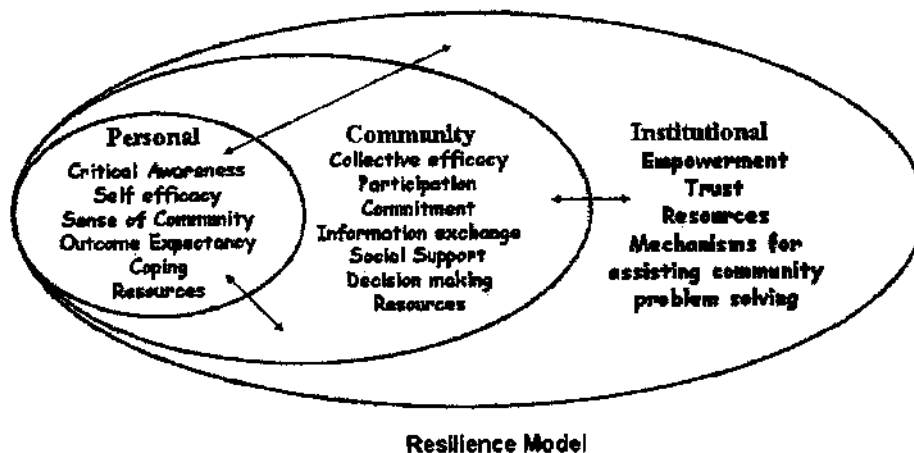 Personal
Critical Awareness
Self efficacy
Sense of Community
Outcome Expectancy
Coping
Resources
Community
Collective efficacy
Participation
Commitment
Information exchange
Social Support
Decision making
Resources
Institutional
Empowerment
Trust
Resources
Mechanisms for
assisting community
problem solving
Resilience Model